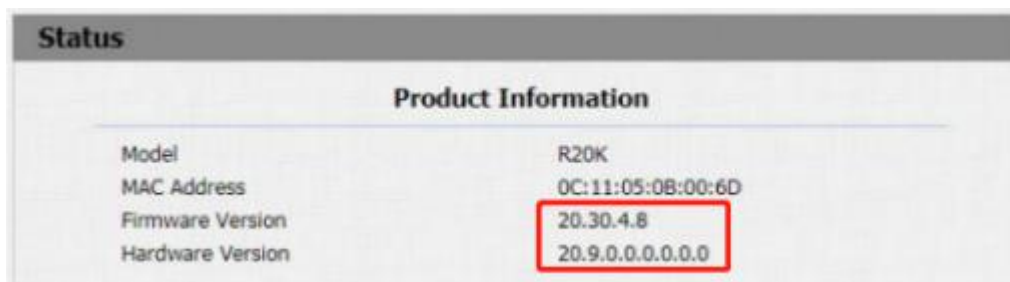 Status
Product Information
Model R20K
MAC Address 0C:11:05:0B:00:6D
Firmware Version 20.30.4.8
Hardware Version 20.9.0.0.0.0.0.0